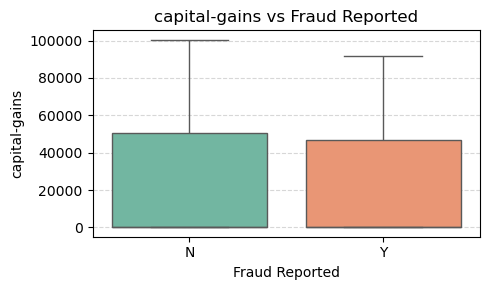 capital-gains vs Fraud Reported
100000
80000
60000
40000
20000
0
capital-gains
N
Y
Fraud Reported